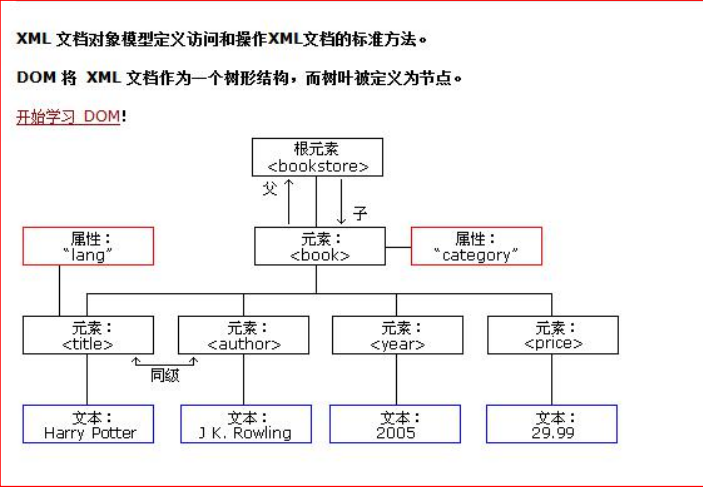 XML 文档对象模型定义访问和操作XML文档的标准方法。
DOM 将 XML 文档作为一个树形结构，而树叶被定义为节点。
开始学习 DOM!
根元素
<bookstore>
父
子
属性：
“lang”
元素：
<book>
属性：
“category”
元素：
<title>
元素：
<author>
元素：
<year>
元素：
<price>
同级
文本：
Harry Potter
文本：
J K. Rowling
文本：
2005
文本：
29.99